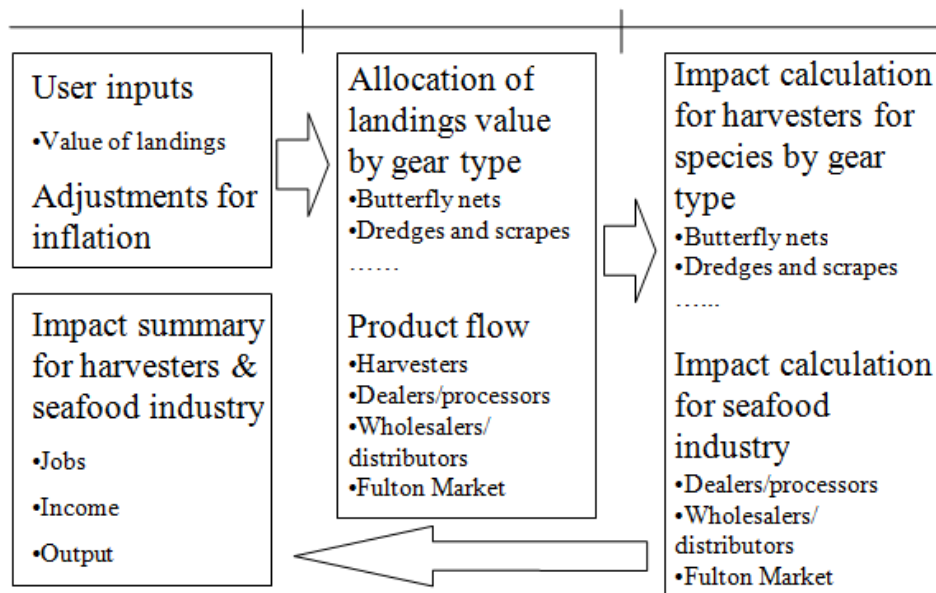 User inputs
•Value of landings
Adjustments for
inflation
Impact summary
for harvesters &
seafood industry
•Jobs
•Income
•Output
Allocation of
landings value
by gear type
•Butterfly nets
•Dredges and scrapes
……
Product flow
•Harvesters
•Dealers/processors
•Wholesalers/
distributors
•Fulton Market
Impact calculation
for harvesters for
species by gear
type
•Butterfly nets
•Dredges and scrapes
…...
Impact calculation
for seafood
industry
•Dealers/processors
•Wholesalers/
distributors
•Fulton Market